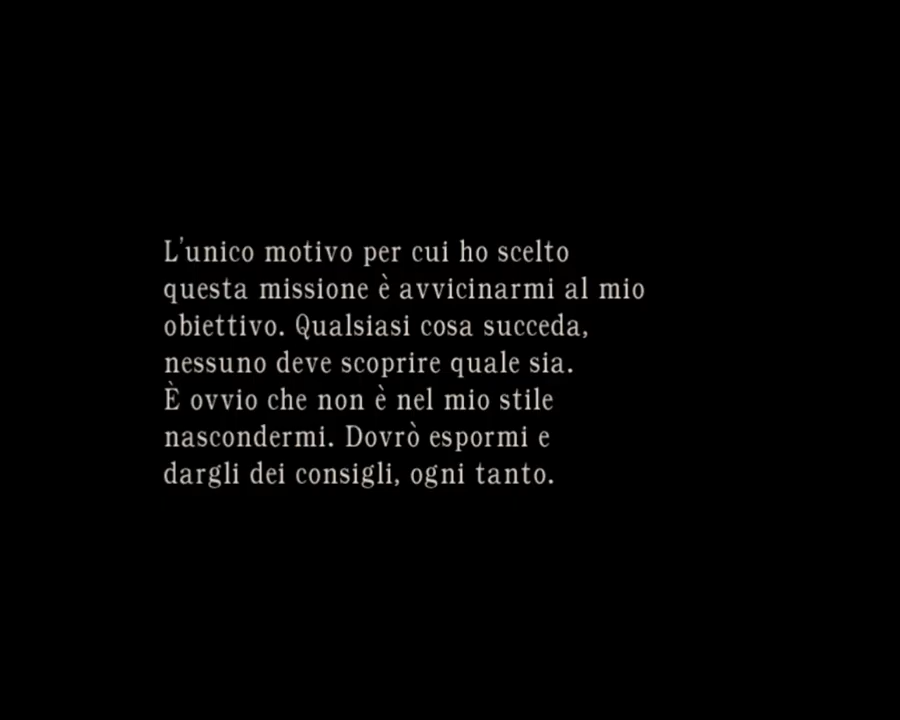 L'unico motivo per cui ho scelto
questa missione è avvicinarmi al mio
obiettivo. Qualsiasi cosa succeda,
nessuno deve scoprire quale sia.
È ovvio che non è nel mio stile
nascondermi. Dovrò espormi e
dargli dei consigli, ogni tanto.